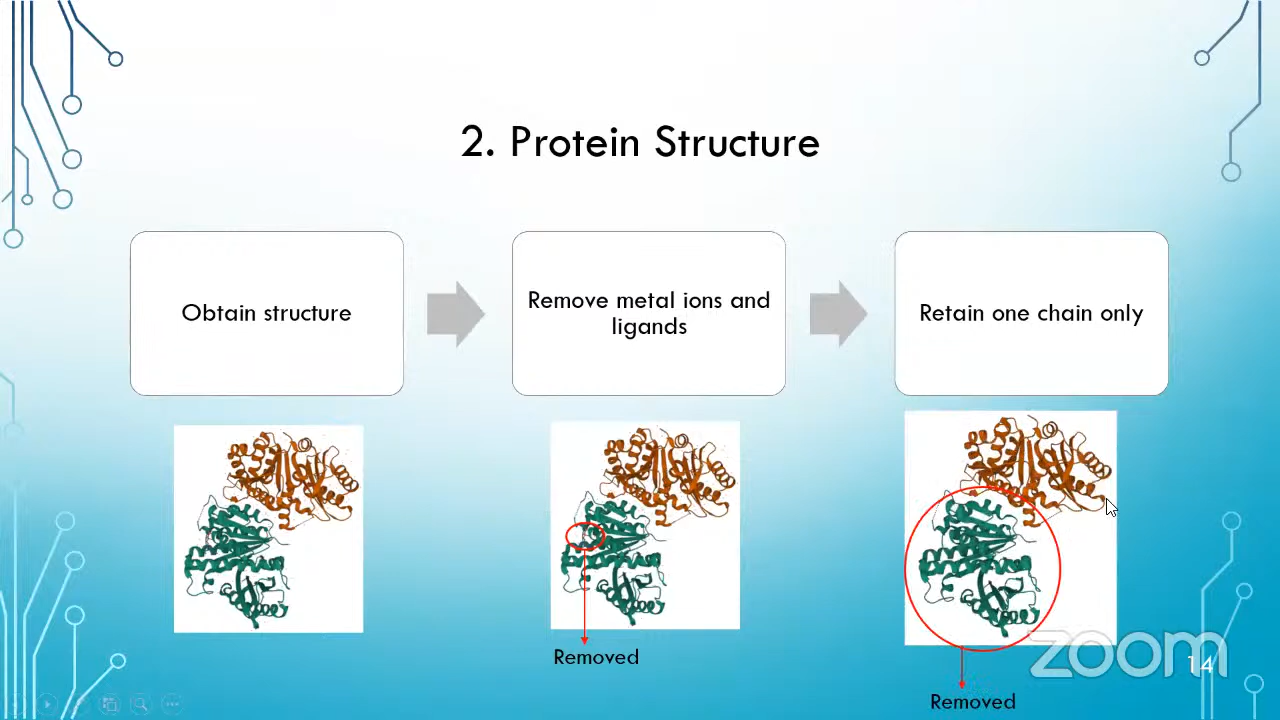 2. Protein Structure
Obtain structure
Remove metal ions and
ligands
Retain one chain only
Removed
Removed
zoom
14